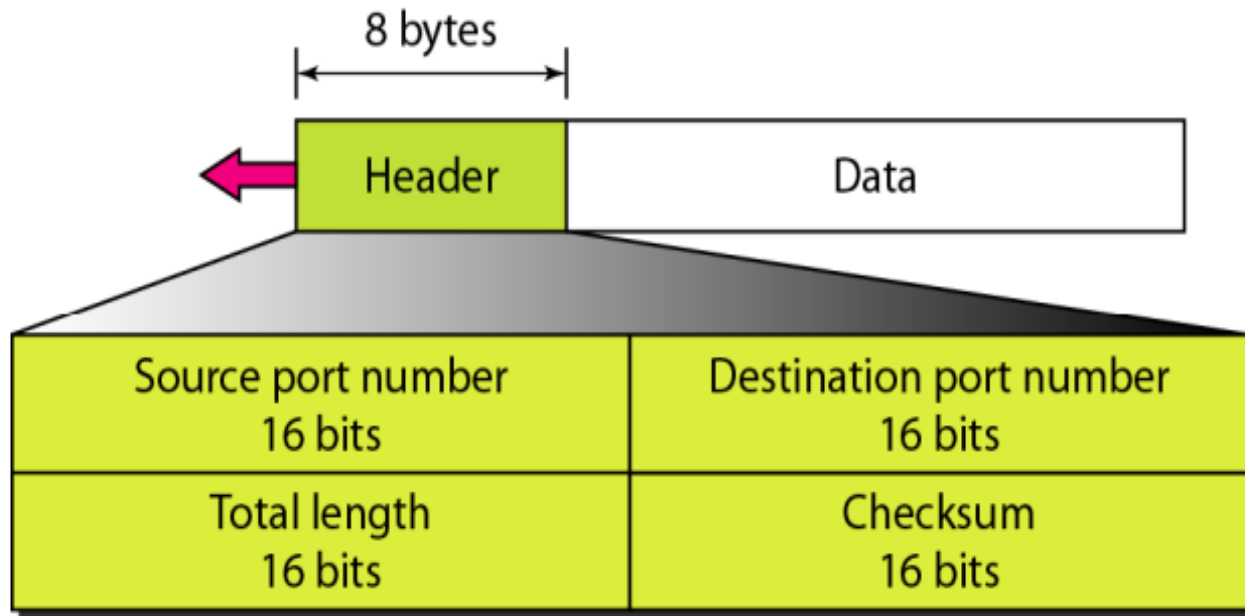 8 bytes
Header
Data
Source port number
16 bits
Destination port number
16 bits
Total length
16 bits
Checksum
16 bits